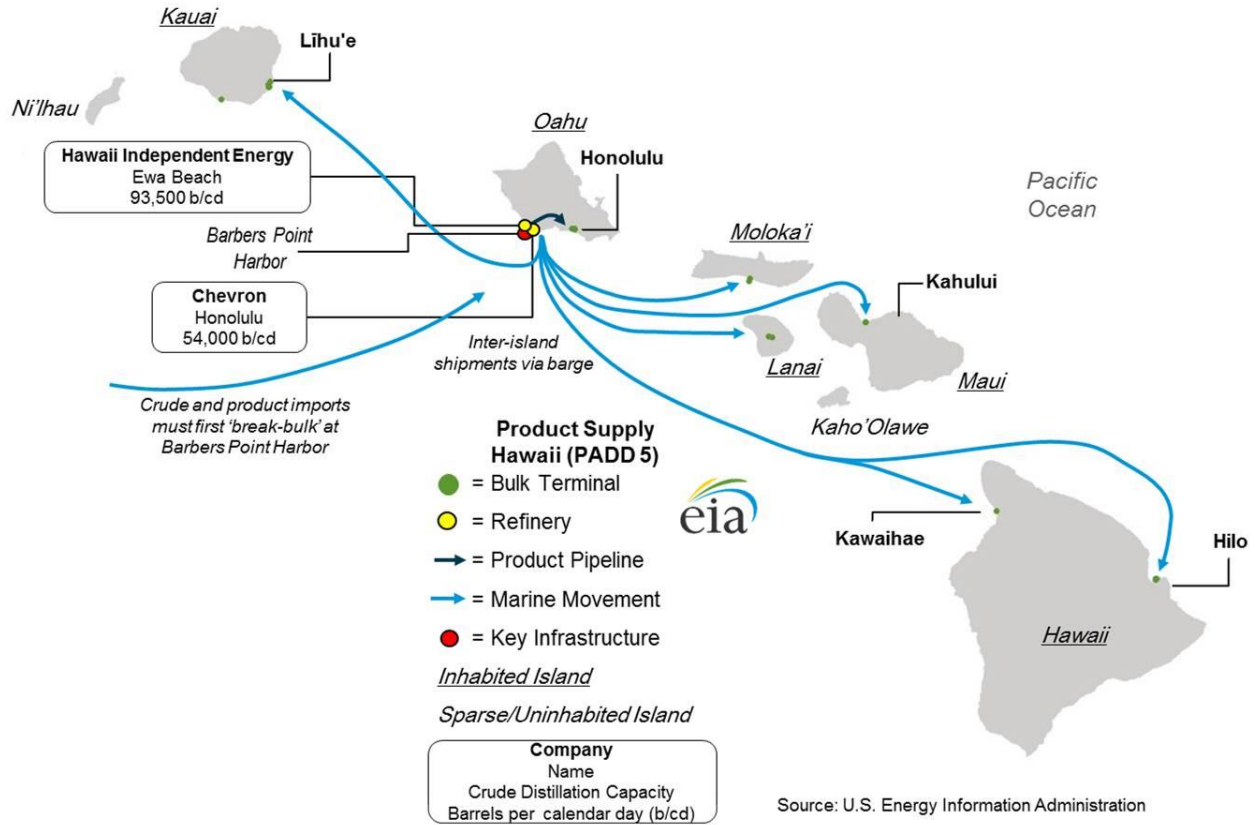 Kauai
Līhu'e
Ni'lhau
Oahu
Honolulu
Hawaii Independent Energy
Ewa Beach
93,500 b/cd
Pacific
Ocean
Barbers Point
Harbor
Moloka'i
Kahului
Chevron
Honolulu
54,000 b/cd
Inter-island
shipments via barge
Lanai
Maui
Kaho'Olawe
Crude and product imports
must first 'break-bulk' at
Barbers Point Harbor
Product Supply
Hawaii (PADD 5)
= Bulk Terminal
= Refinery
= Product Pipeline
= Marine Movement
= Key Infrastructure
Inhabited Island
Sparse/Uninhabited Island
eia
Kawaihae
Hilo
Hawaii
Company
Name
Crude Distillation Capacity
Barrels per calendar day (b/cd)
Source: U.S. Energy Information Administration